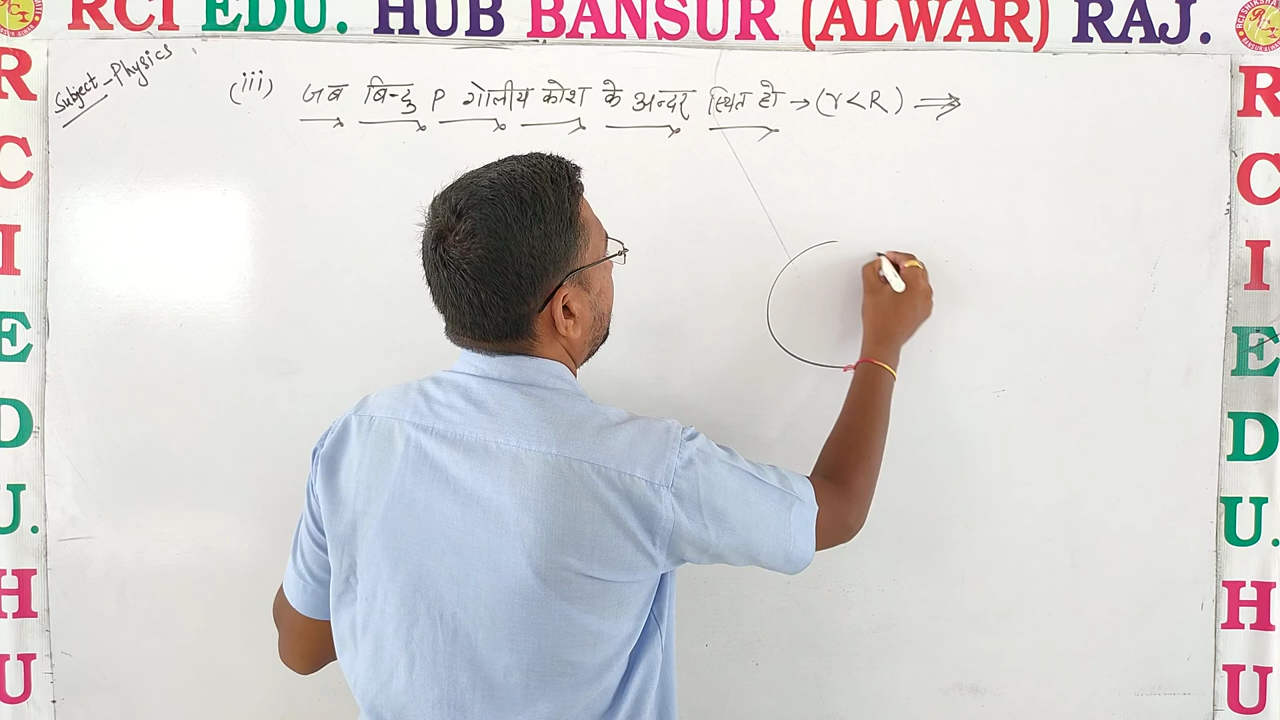 RCI EDU. HUB BANSUR (ALWAR) RAJ.
Subject - Physics
(iii) जब बिन्दु P गोलीय कोश के अन्दर स्थित हो → (r < R) ⇒
R
C
I
E
D
U.
H
U
R
C
I
E
D
U.
H
U